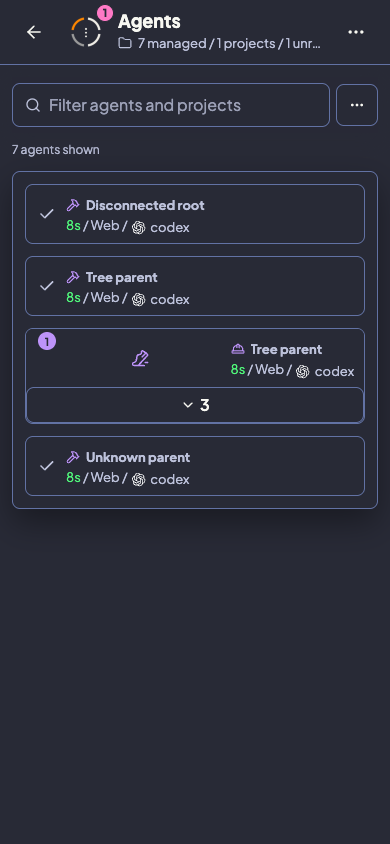 1
Agents
7 managed / 1 projects / 1 unr...
Filter agents and projects
7 agents shown
Disconnected root
8s / Web / codex
Tree parent
8s / Web / codex
1
Tree parent
8s / Web / codex
3
Unknown parent
8s / Web / codex